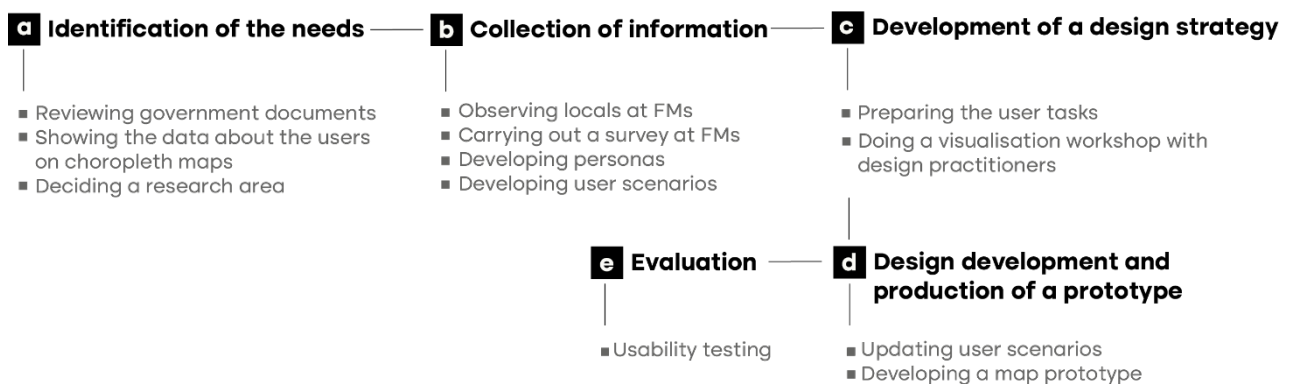 a Identification of the needs
■ Reviewing government documents
■ Showing the data about the users
on choropleth maps
■ Deciding a research area
b Collection of information
■ Observing locals at FMs
■ Carrying out a survey at FMs
■ Developing personas
■ Developing user scenarios
c Development of a design strategy
■ Preparing the user tasks
■ Doing a visualisation workshop with
design practitioners
d Design development and
production of a prototype
■ Updating user scenarios
■ Developing a map prototype
e Evaluation
■ Usability testing